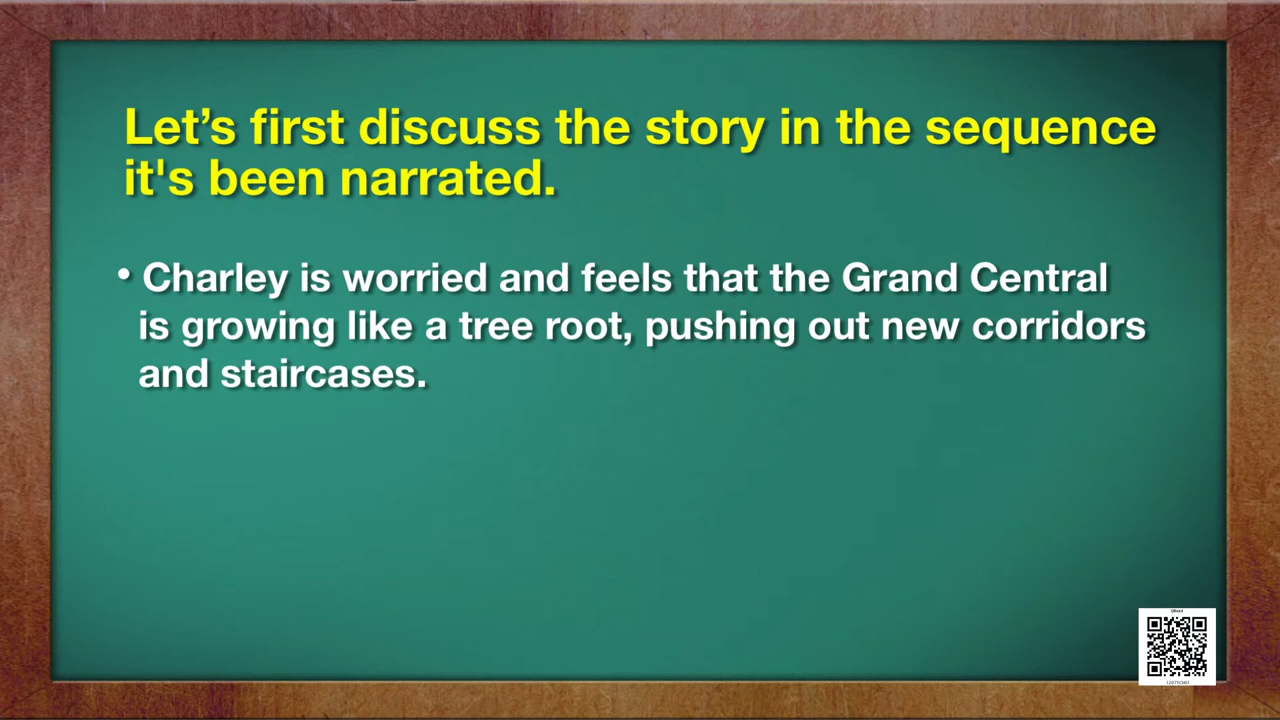 Let’s first discuss the story in the sequence
it's been narrated.
• Charley is worried and feels that the Grand Central
is growing like a tree root, pushing out new corridors
and staircases.